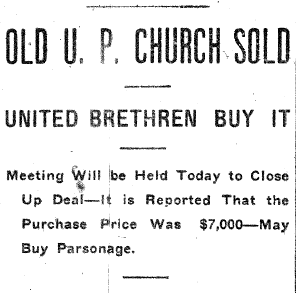 OLD U. P. CHURCH SOLD
UNITED BRETHREN BUY IT
Meeting Will be Held Today to Close
Up Deal—It is Reported That the
Purchase Price Was $7,000—May
Buy Parsonage.